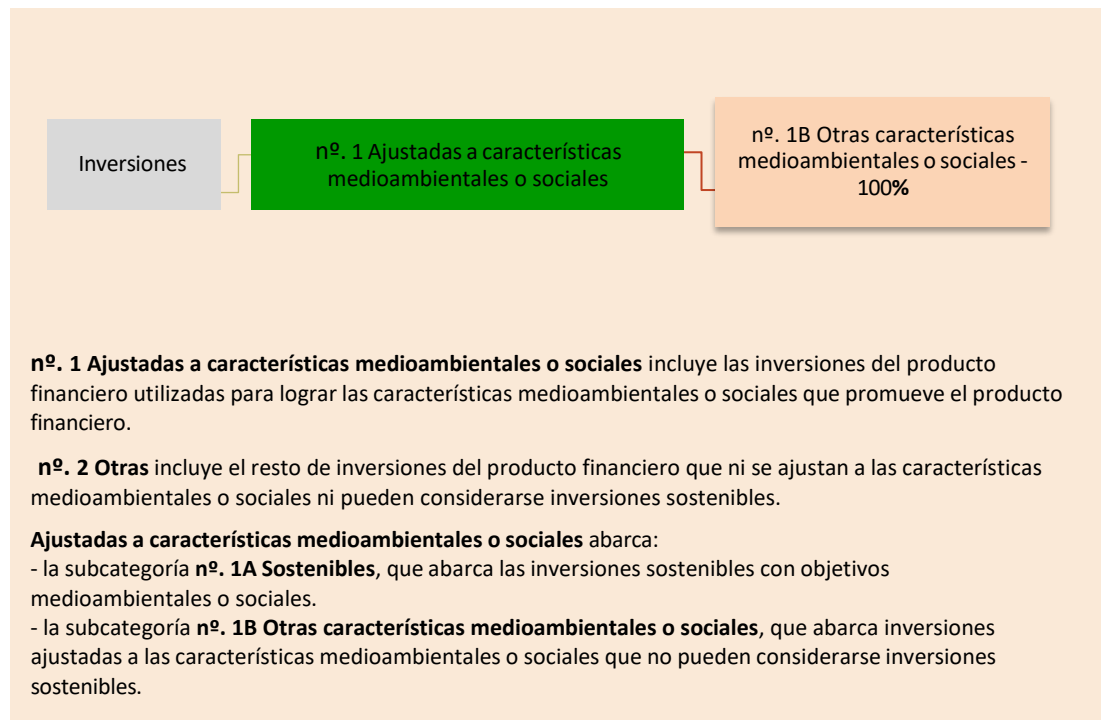 Inversiones
nº. 1 Ajustadas a características
medioambientales o sociales
nº. 1B Otras características
medioambientales o sociales -
100%
nº. 1 Ajustadas a características medioambientales o sociales incluye las inversiones del producto
financiero utilizadas para lograr las características medioambientales o sociales que promueve el producto
financiero.
nº. 2 Otras incluye el resto de inversiones del producto financiero que ni se ajustan a las características
medioambientales o sociales ni pueden considerarse inversiones sostenibles.
Ajustadas a características medioambientales o sociales abarca:
- la subcategoría nº. 1A Sostenibles, que abarca las inversiones sostenibles con objetivos
medioambientales o sociales.
- la subcategoría nº. 1B Otras características medioambientales o sociales, que abarca inversiones
ajustadas a las características medioambientales o sociales que no pueden considerarse inversiones
sostenibles.